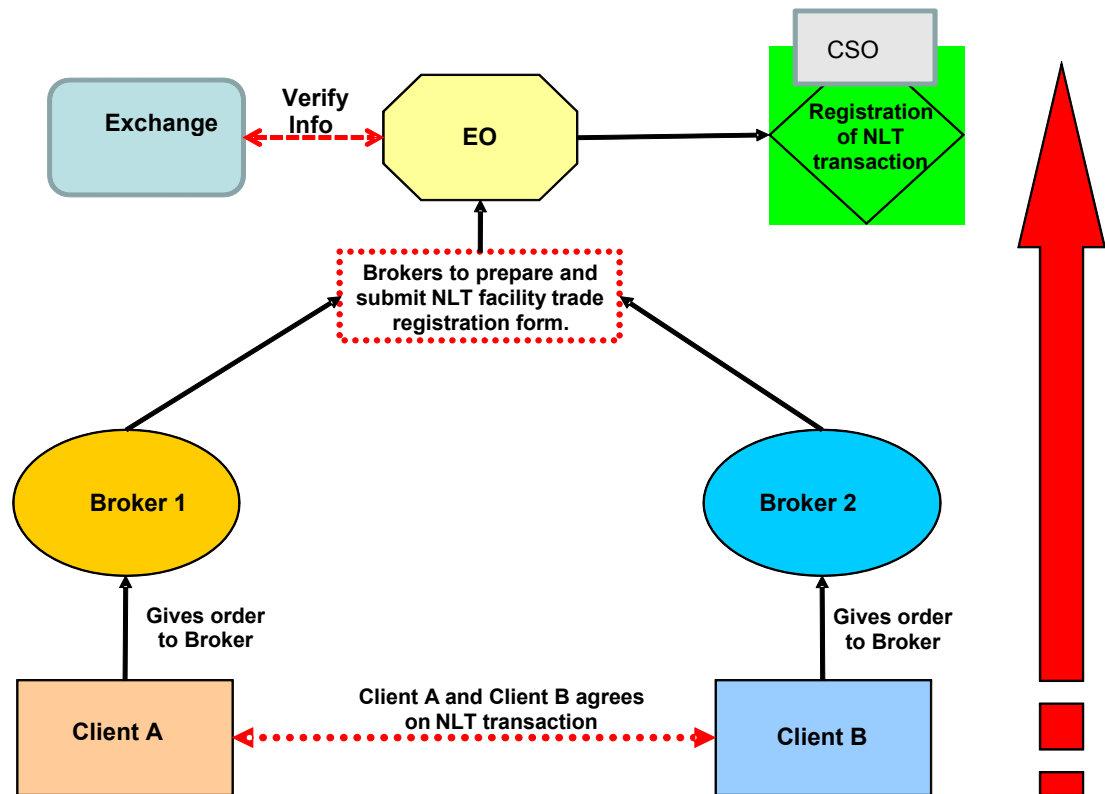 CSO
Verify
Info
Exchange
EO
Registration
of NLT
transaction
Brokers to prepare and
submit NLT facility trade
registration form.
Broker 1
Broker 2
Gives order
to Broker
Gives order
to Broker
Client A and Client B agrees
on NLT transaction
Client A
Client B